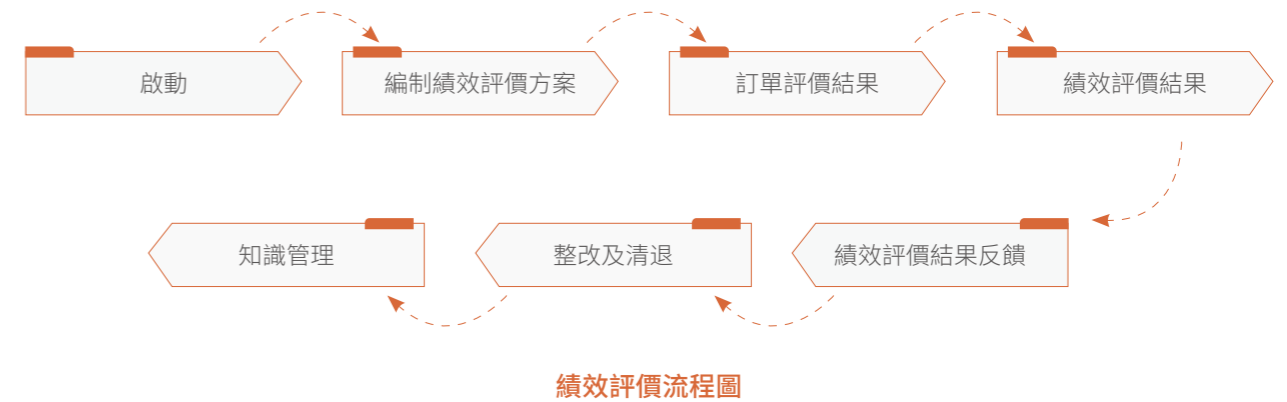 啟動
編制績效評價方案
訂單評價結果
績效評價結果
績效評價結果反饋
整改及清退
知識管理
績效評價流程圖